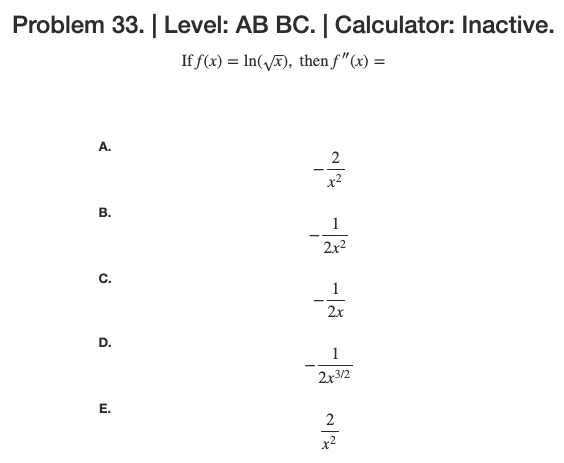 Problem 33. | Level: AB BC. | Calculator: Inactive.
If f(x) = ln(√x), then f″(x) =
A.
−2/x²
B.
−1/2x²
C.
−1/2x
D.
−1/2x^3/2
E.
2/x²